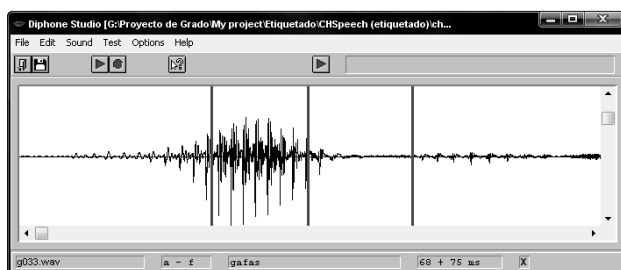 Diphone Studio [G:\Proyecto de Grado\My project\Etiquetado\CHSpeech (etiquetado)\ch...
File Edit Sound Test Options Help
g033.wav a - f gafas 68 + 75 ms X